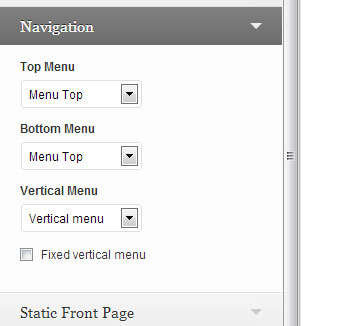 Navigation
Top Menu
Menu Top
Bottom Menu
Menu Top
Vertical Menu
Vertical menu
Fixed vertical menu
Static Front Page